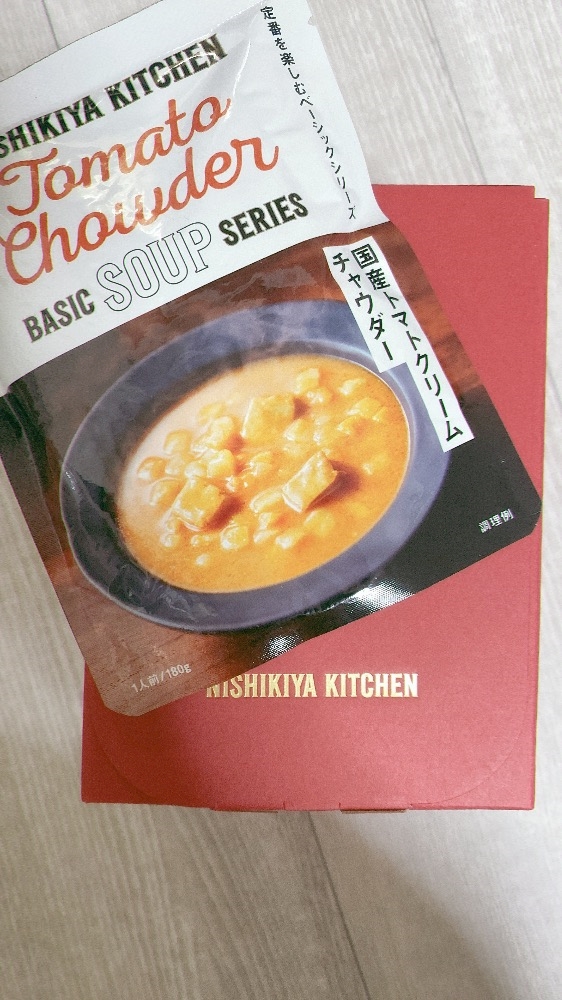 SHIKIYA KITCHEN
Tomato
Chowder
BASIC SOUP SERIES
定番を楽しむベーシックシリーズ
国産トマトクリーム
チャウダー
調理例
1人前/180g
NISHIKIYA KITCHEN